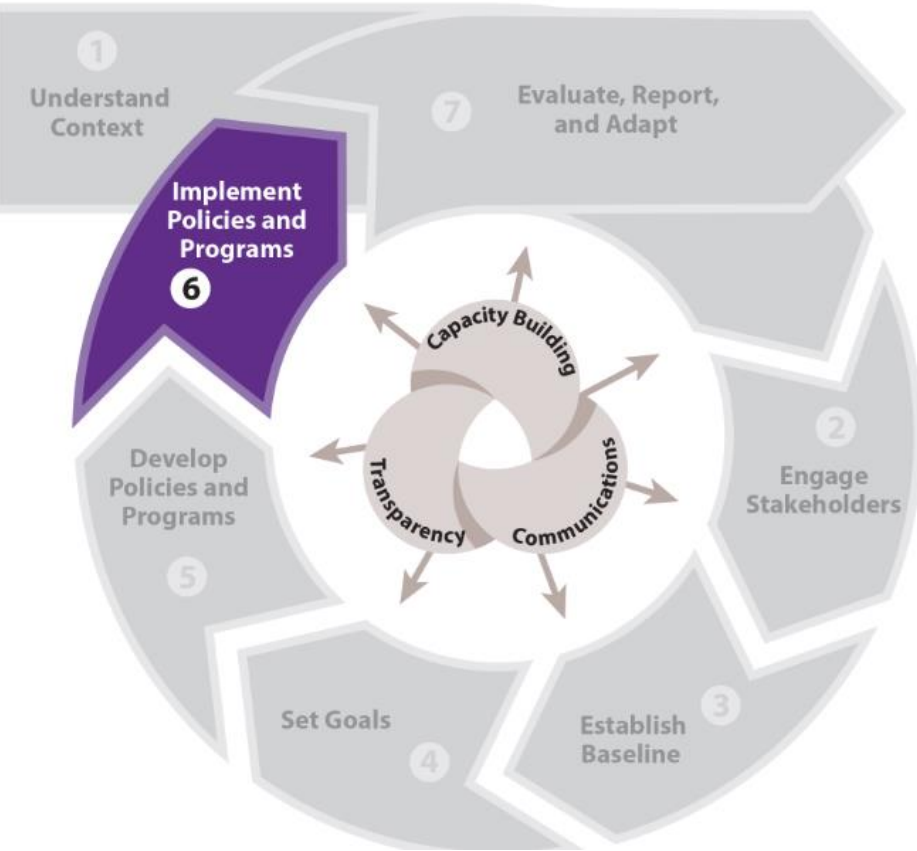 1
Understand
Context
7
Evaluate, Report,
and Adapt
Implement
Policies and
Programs
6
Capacity Building
Transparency
Communications
2
Engage
Stakeholders
Develop
Policies and
Programs
5
3
Establish
Baseline
Set Goals
4